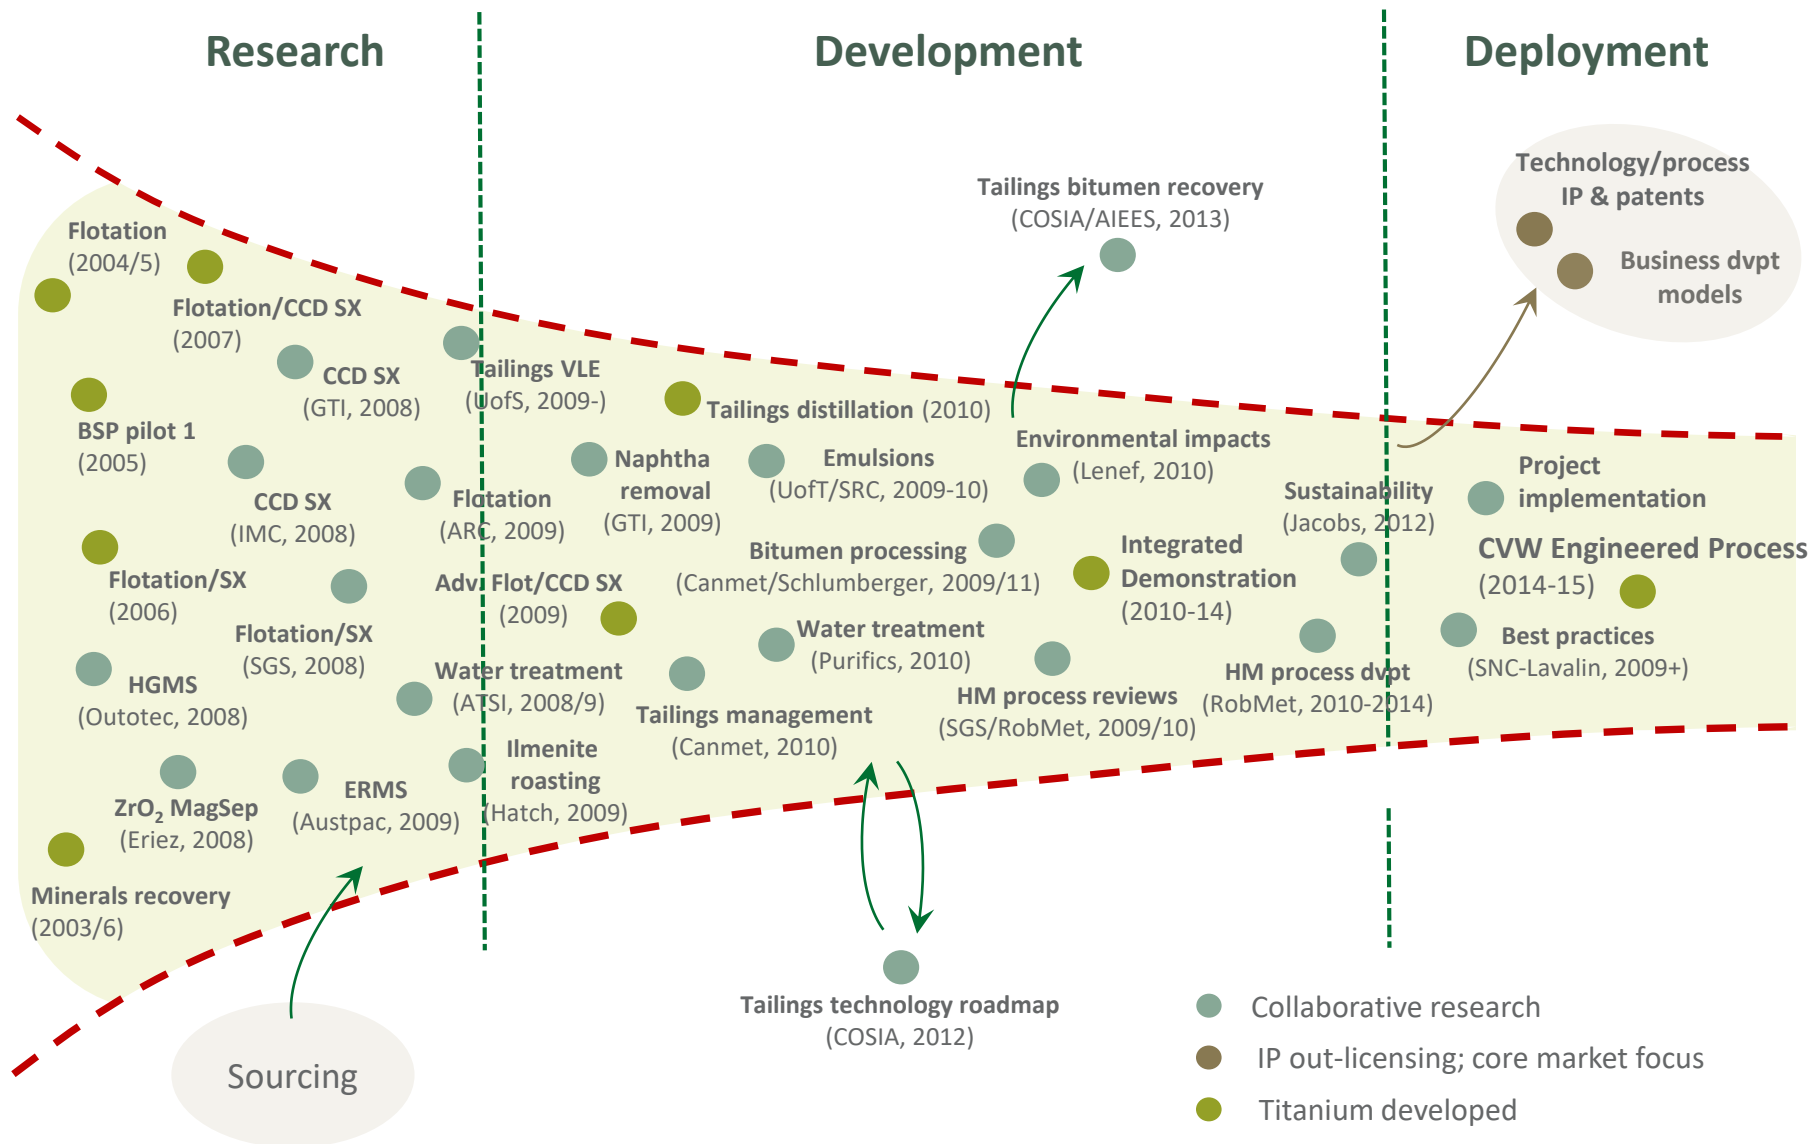 Research
Development
Deployment
Technology/process
IP & patents
Business dvpt
models
Tailings bitumen recovery
(COSIA/AIEES, 2013)
Flotation
(2004/5)
Flotation/CCD SX
(2007)
CCD SX
(GTI, 2008)
Tailings VLE
(UofS, 2009-)
Tailings distillation (2010)
BSP pilot 1
(2005)
CCD SX
(IMC, 2008)
Flotation
(ARC, 2009)
Naphtha
removal
(GTI, 2009)
Emulsions
(UofT/SRC, 2009-10)
Environmental impacts
(Lenef, 2010)
Sustainability
(Jacobs, 2012)
Project
implementation
Flotation/SX
(2006)
Flotation/SX
(SGS, 2008)
Adv. Flot/CCD SX
(2009)
Bitumen processing
(Canmet/Schlumberger, 2009/11)
Integrated
Demonstration
(2010-14)
CVW Engineered Process
(2014-15)
HGMS
(Outotec, 2008)
Water treatment
(ATSI, 2008/9)
Water treatment
(Purifics, 2010)
Tailings management
(Canmet, 2010)
HM process reviews
(SGS/RobMet, 2009/10)
HM process dvpt
(RobMet, 2010-2014)
Best practices
(SNC-Lavalin, 2009+)
ZrO₂ MagSep
(Eriez, 2008)
ERMS
(Austpac, 2009)
Ilmenite
roasting
(Hatch, 2009)
Minerals recovery
(2003/6)
Sourcing
Tailings technology roadmap
(COSIA, 2012)
Collaborative research
IP out-licensing; core market focus
Titanium developed